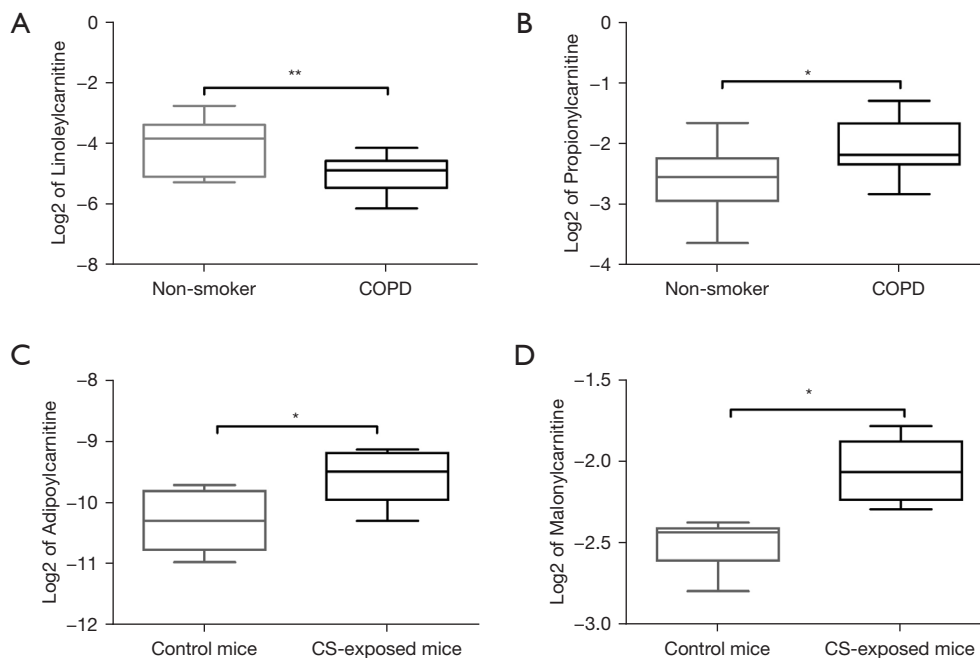 A
Log2 of Linoleylcarnitine
0
−2
−4
−6
−8
**
Non-smoker
COPD
B
Log2 of Propionylcarnitine
0
−1
−2
−3
−4
*
Non-smoker
COPD
C
Log2 of Adipoylcarnitine
−8
−9
−10
−11
−12
*
Control mice
CS-exposed mice
D
Log2 of Malonylcarnitine
−1.5
−2.0
−2.5
−3.0
*
Control mice
CS-exposed mice